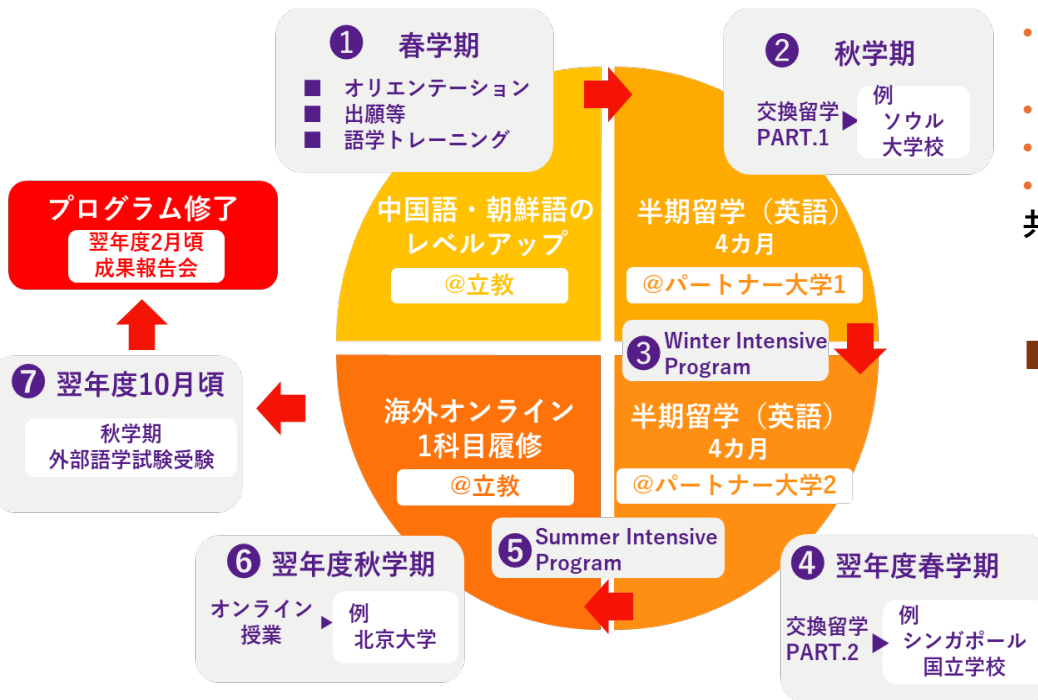 ❶ 春学期
■ オリエンテーション
■ 出願等
■ 語学トレーニング
❷ 秋学期
交換留学
PART.1
例
ソウル
大学校
中国語・朝鮮語の
レベルアップ
@立教
半期留学（英語）
4カ月
@パートナー大学1
❸ Winter Intensive
Program
半期留学（英語）
4カ月
@パートナー大学2
❹ 翌年度春学期
交換留学
PART.2
例
シンガポール
国立学校
❺ Summer Intensive
Program
海外オンライン
1科目履修
@立教
❻ 翌年度秋学期
オンライン
授業
例
北京大学
❼ 翌年度10月頃
秋学期
外部語学試験受験
プログラム修了
翌年度2月頃
成果報告会